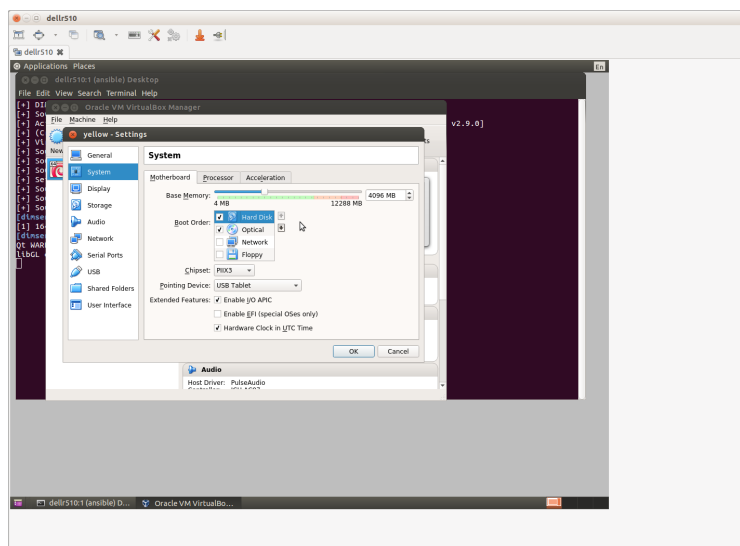 dellr510
dellr510
Applications Places
En
dellr510:1 (ansible) Desktop
File Edit View Search Terminal Help
Oracle VM VirtualBox Manager
File Machine Help
v2.9.0]
New
yellow - Settings
General
System
Display
Storage
Audio
Network
Serial Ports
USB
Shared Folders
User Interface
System
Motherboard Processor Acceleration
Base Memory: 4096 MB
4 MB 12288 MB
Boot Order: Hard Disk
Optical
Network
Floppy
Chipset: PIIX3
Pointing Device: USB Tablet
Extended Features: Enable I/O APIC
Enable EFI (special OSes only)
Hardware Clock in UTC Time
OK Cancel
Audio
Host Driver: PulseAudio
dellr510:1 (ansible) D... Oracle VM VirtualBo...